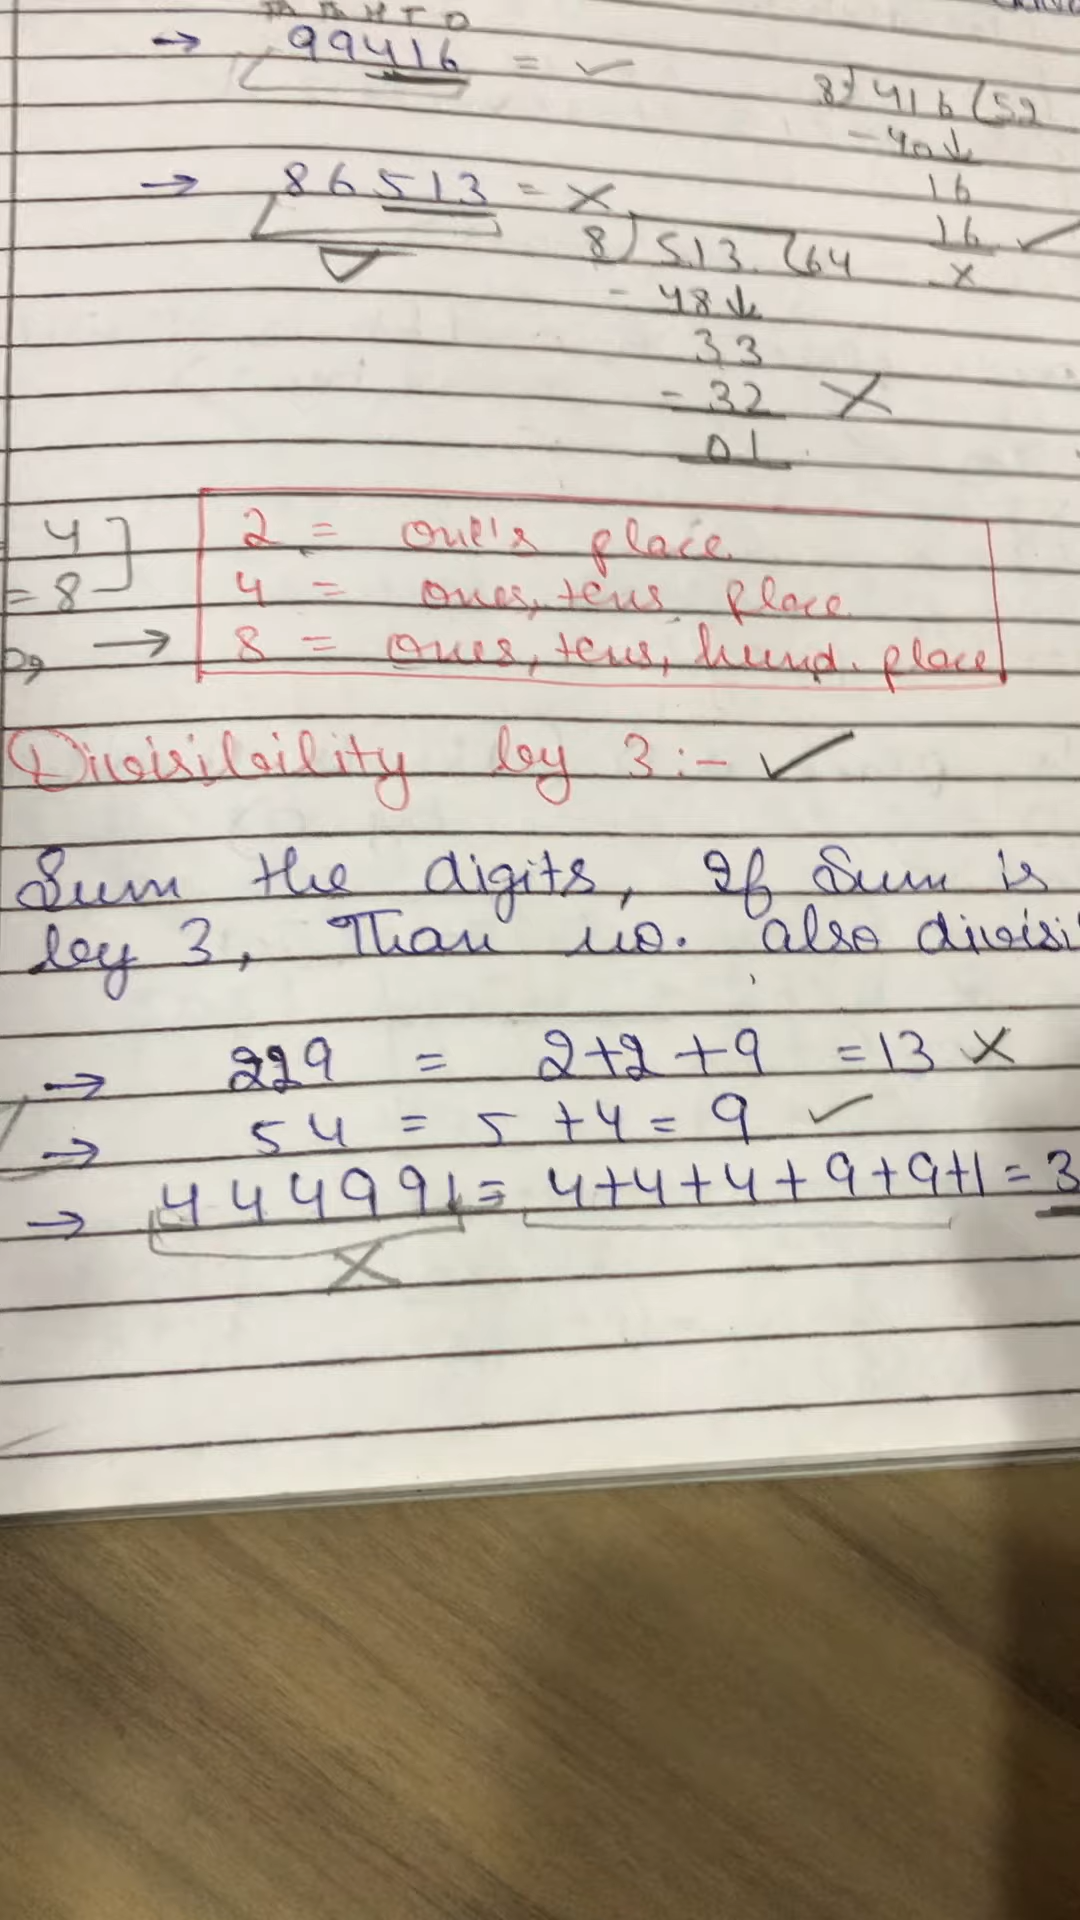 → 99416 = ✓
8)416(52
-40↓
16
16 ✓
x
→ 86513 = ×
8)513(64
-48↓
33
-32 ×
01
4
= 8
→
2 = one's place
4 = ones, tens place
8 = ones, tens, hund. place
Divisibility by 3:- ✓
Sum the digits, If Sum is
by 3, Than no. also divisi
→ 229 = 2+2+9 = 13 ×
→ 54 = 5+4 = 9 ✓
→ 444991 = 4+4+4+9+9+1 = 3
×